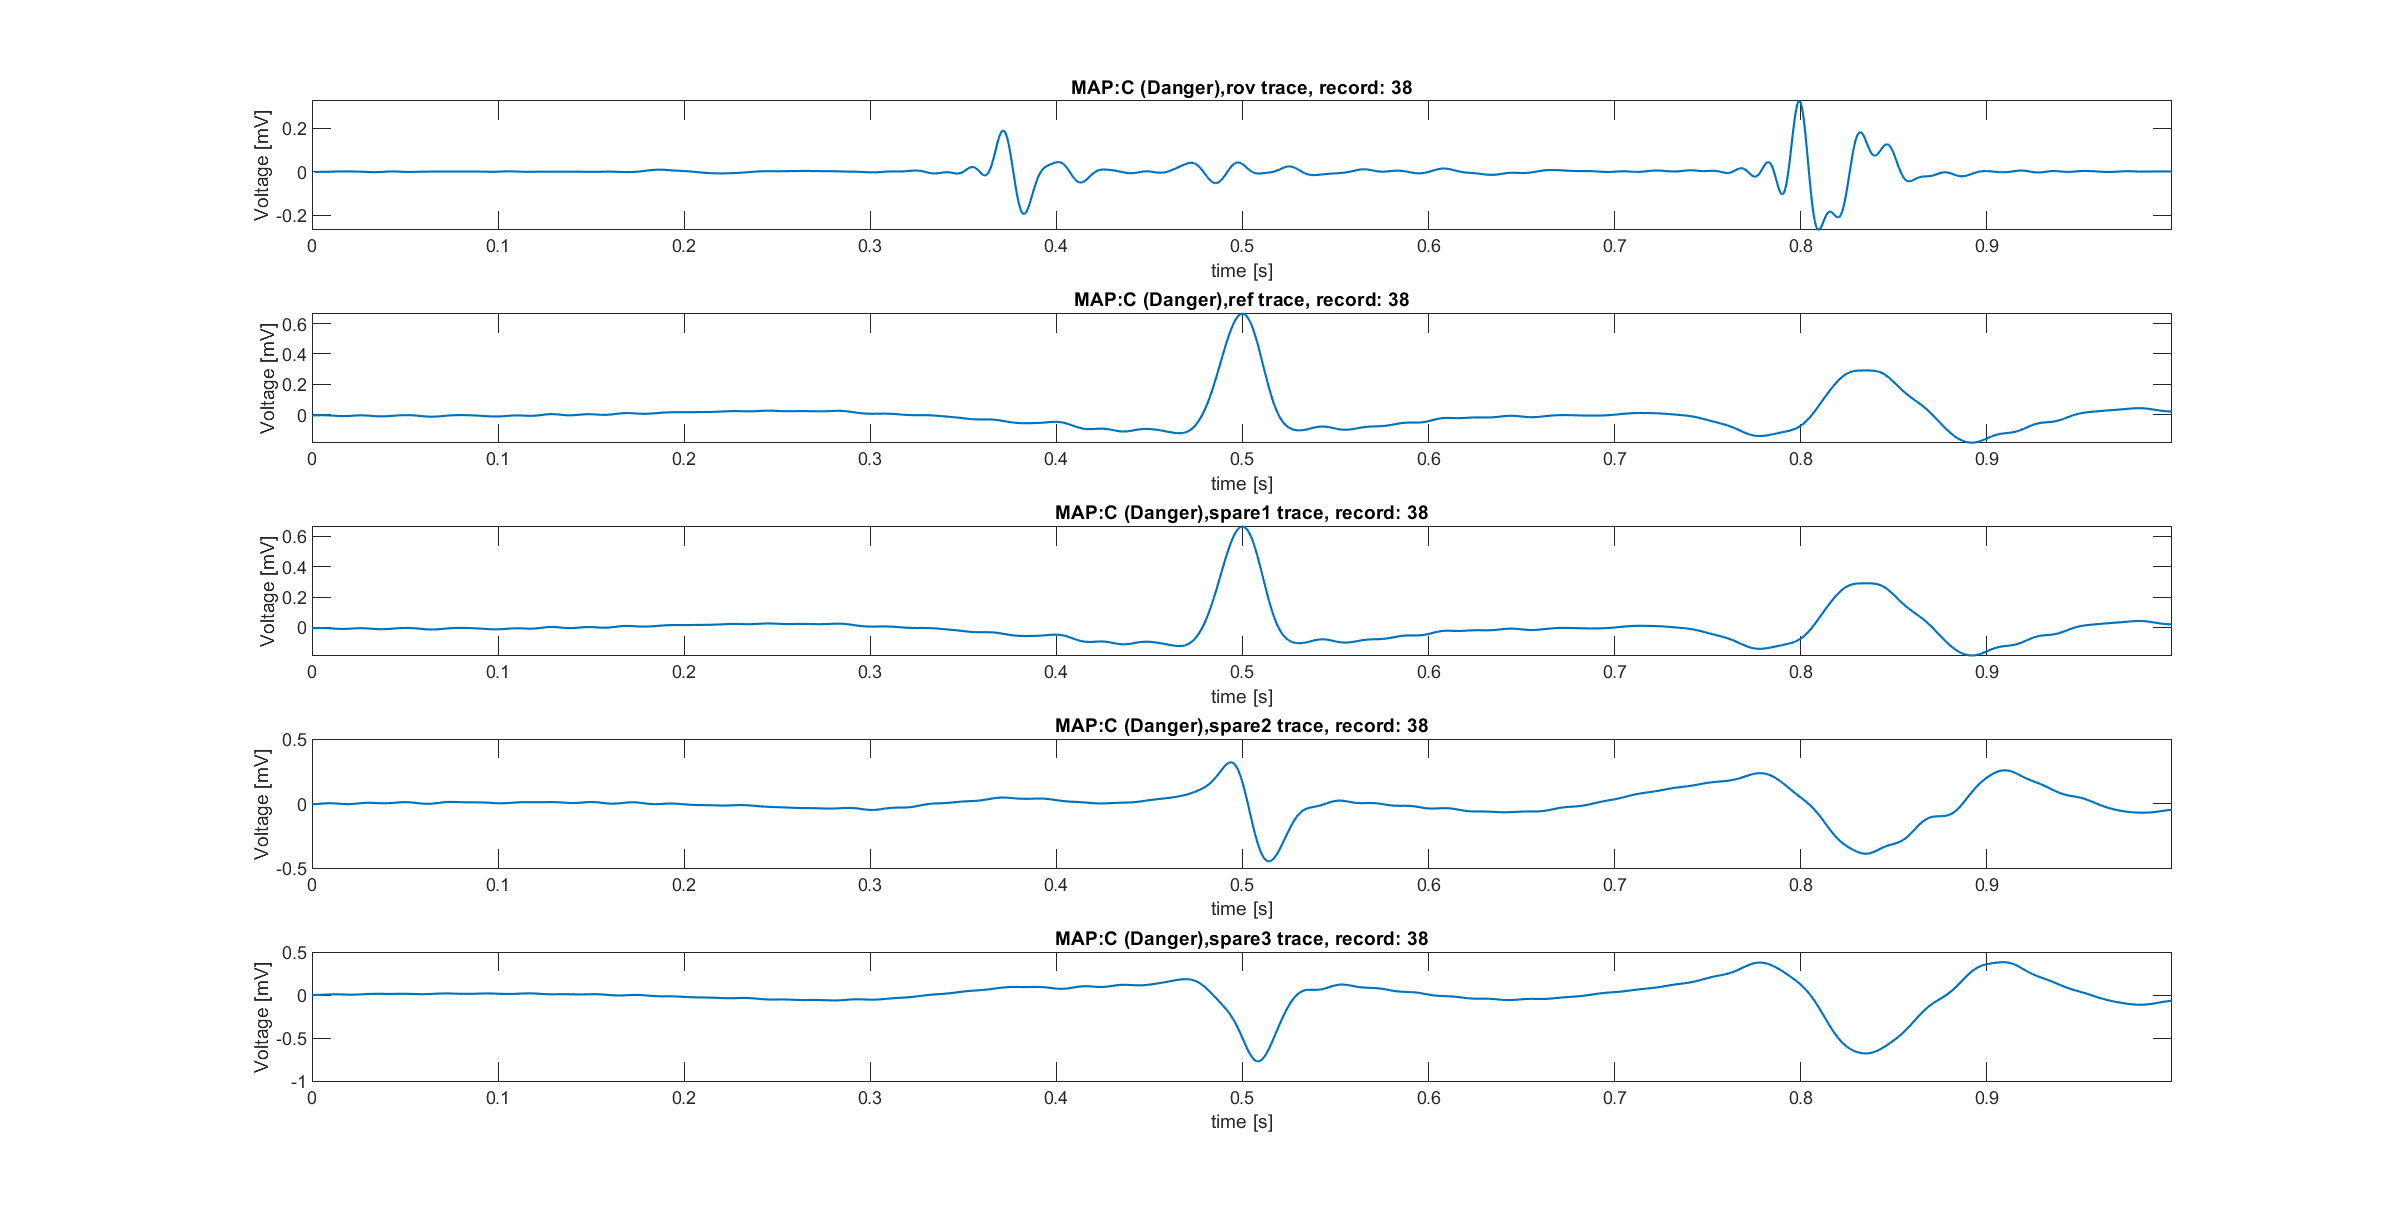 MAP:C (Danger),rov trace, record: 38
Voltage [mV]
0.2
0
-0.2
0 0.1 0.2 0.3 0.4 0.5 0.6 0.7 0.8 0.9
time [s]
MAP:C (Danger),ref trace, record: 38
Voltage [mV]
0.6
0.4
0.2
0
0 0.1 0.2 0.3 0.4 0.5 0.6 0.7 0.8 0.9
time [s]
MAP:C (Danger),spare1 trace, record: 38
Voltage [mV]
0.6
0.4
0.2
0
0 0.1 0.2 0.3 0.4 0.5 0.6 0.7 0.8 0.9
time [s]
MAP:C (Danger),spare2 trace, record: 38
Voltage [mV]
0.5
0
-0.5
0 0.1 0.2 0.3 0.4 0.5 0.6 0.7 0.8 0.9
time [s]
MAP:C (Danger),spare3 trace, record: 38
Voltage [mV]
0.5
0
-0.5
-1
0 0.1 0.2 0.3 0.4 0.5 0.6 0.7 0.8 0.9
time [s]